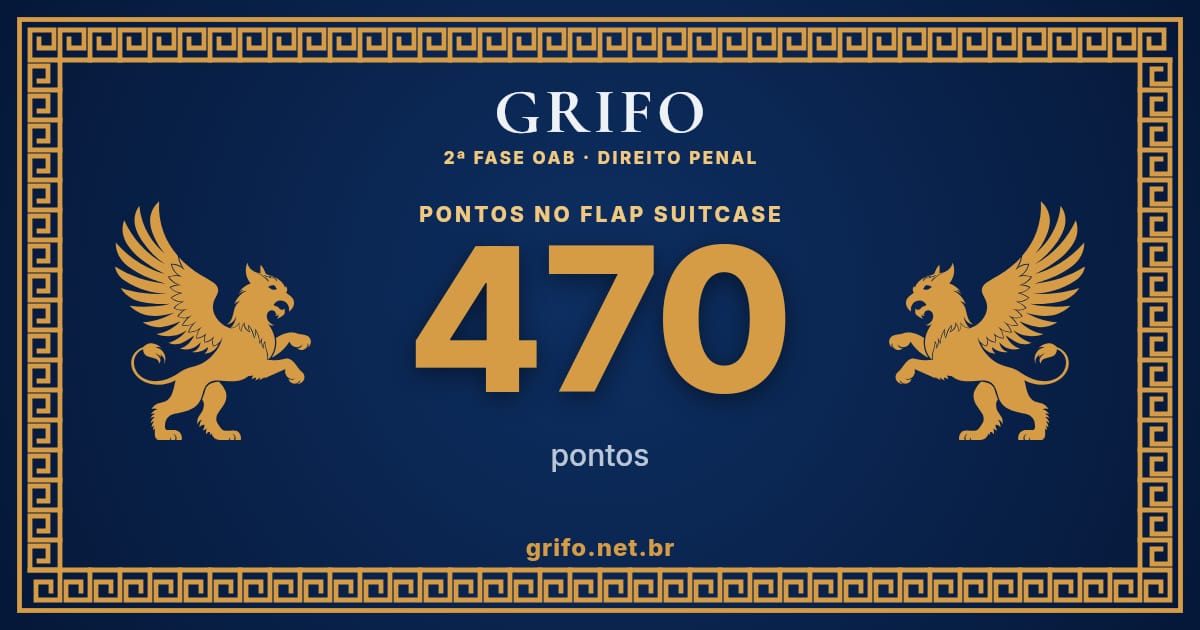 GRIFO
2ª FASE OAB · DIREITO PENAL
PONTOS NO FLAP SUITCASE
470
pontos
grifo.net.br